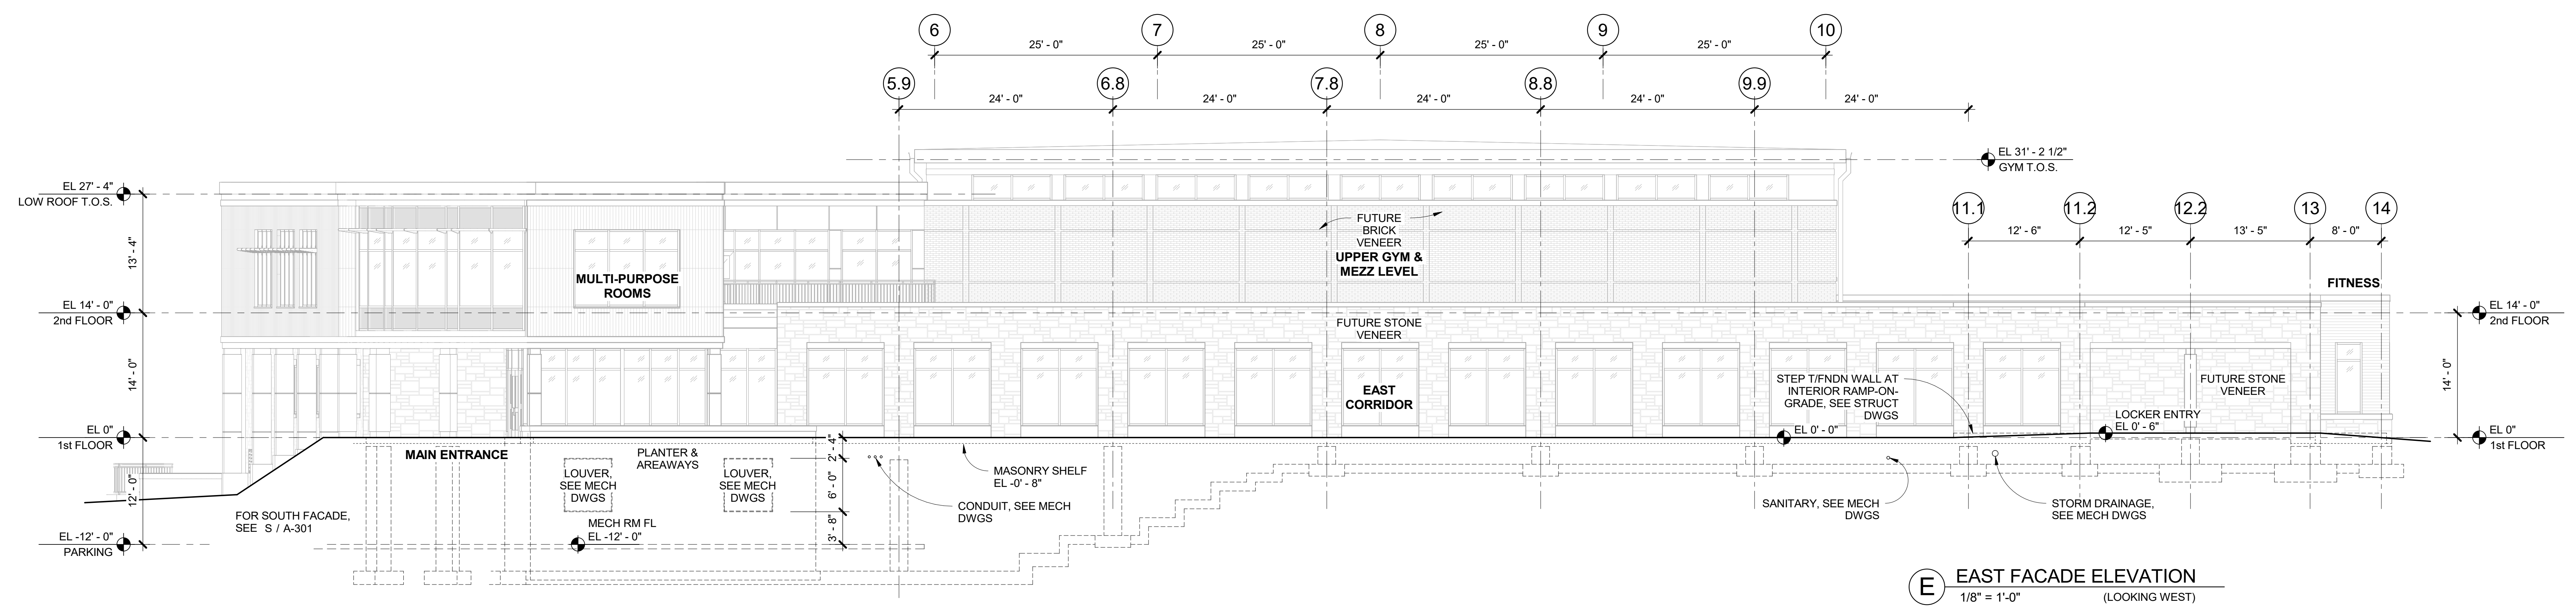 6
7
8
9
10
25' - 0"
25' - 0"
25' - 0"
25' - 0"
5.9
6.8
7.8
8.8
9.9
24' - 0"
24' - 0"
24' - 0"
24' - 0"
24' - 0"
EL 31' - 2 1/2"
GYM T.O.S.
EL 27' - 4"
LOW ROOF T.O.S.
11.1
11.2
12.2
13
14
12' - 6"
12' - 5"
13' - 5"
8' - 0"
FUTURE
BRICK
VENEER
UPPER GYM &
MEZZ LEVEL
13' - 4"
MULTI-PURPOSE
ROOMS
FITNESS
EL 14' - 0"
2nd FLOOR
EL 14' - 0"
2nd FLOOR
FUTURE STONE
VENEER
14' - 0"
14' - 0"
STEP T/FNDN WALL AT
INTERIOR RAMP-ON-
GRADE, SEE STRUCT
DWGS
FUTURE STONE
VENEER
EAST
CORRIDOR
LOCKER ENTRY
EL 0' - 6"
EL 0' - 0"
EL 0"
1st FLOOR
EL 0"
1st FLOOR
MAIN ENTRANCE
PLANTER &
AREAWAYS
2' - 4"
LOUVER,
SEE MECH
DWGS
LOUVER,
SEE MECH
DWGS
6' - 0"
MASONRY SHELF
EL -0' - 8"
12' - 0"
CONDUIT, SEE MECH
DWGS
SANITARY, SEE MECH
DWGS
STORM DRAINAGE,
SEE MECH DWGS
FOR SOUTH FACADE,
SEE S / A-301
MECH RM FL
EL -12' - 0"
3' - 8"
EL -12' - 0"
PARKING
E
EAST FACADE ELEVATION
1/8" = 1'-0"
(LOOKING WEST)